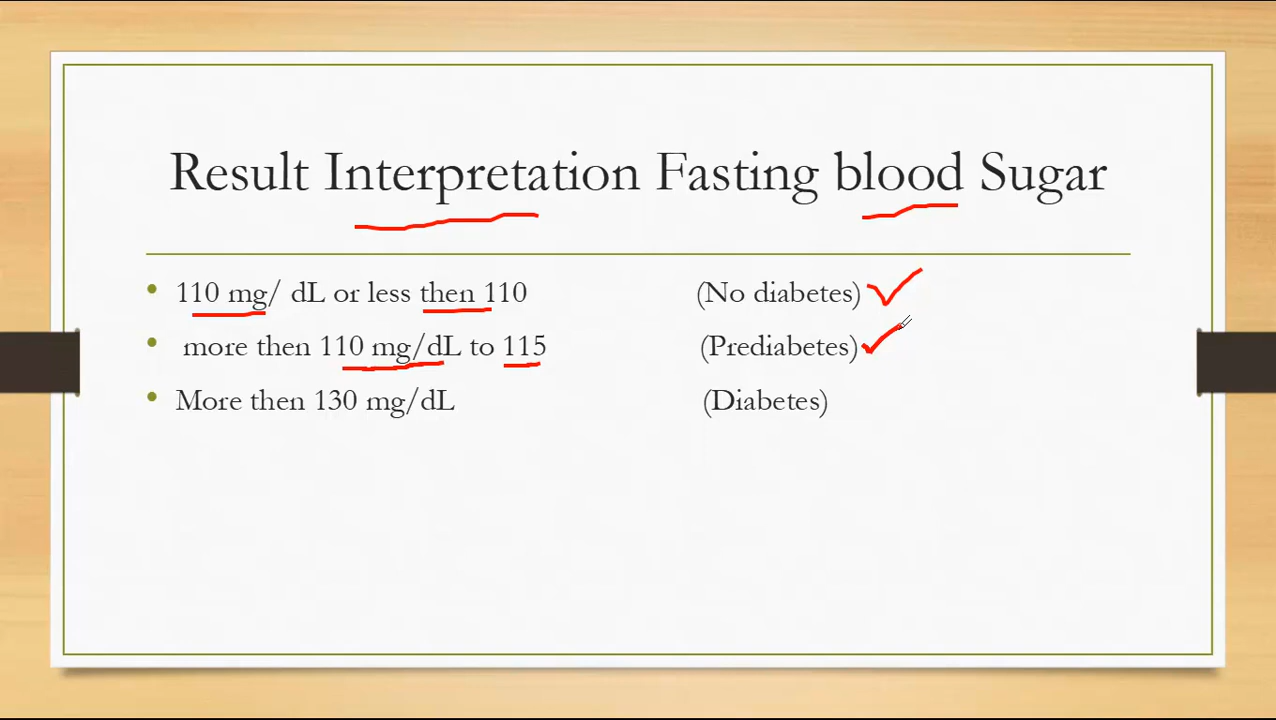 Result Interpretation Fasting blood Sugar
• 110 mg/ dL or less then 110 (No diabetes)
• more then 110 mg/dL to 115 (Prediabetes)
• More then 130 mg/dL (Diabetes)